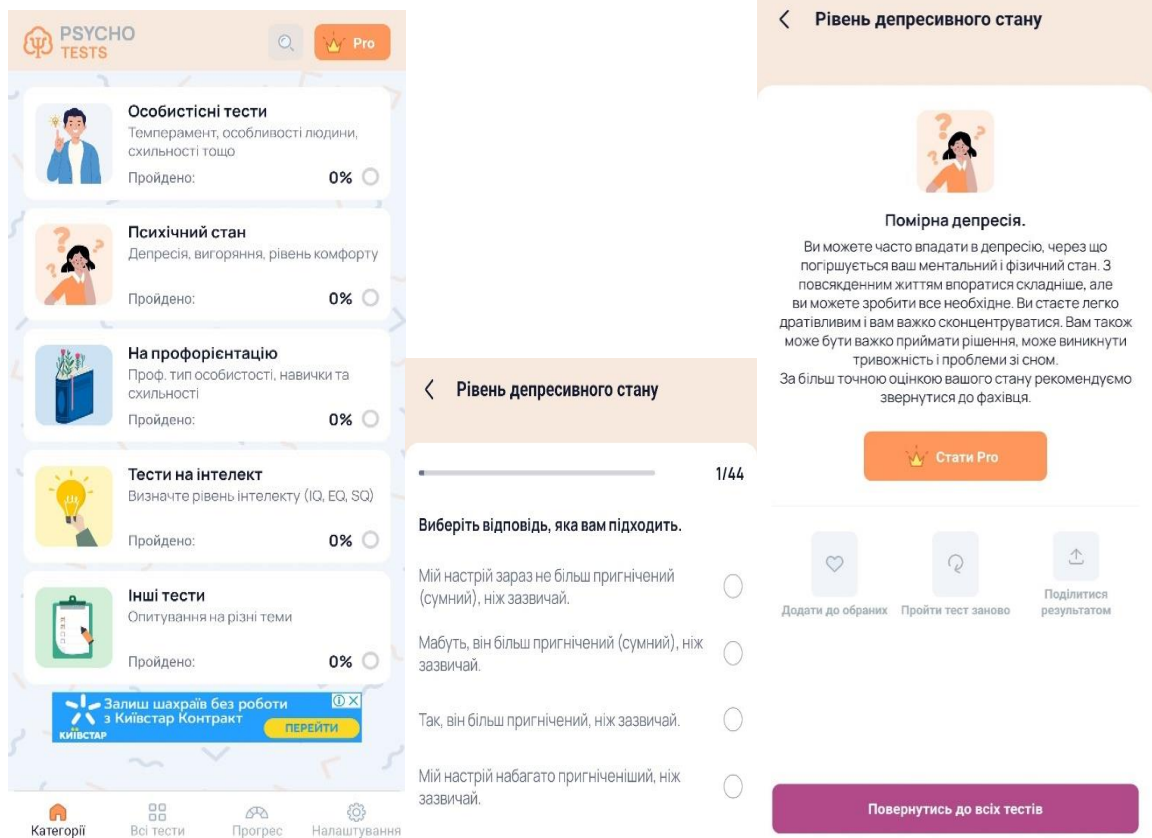 PSYCHO
TESTS
Pro
Особистісні тести
Темперамент, особливості людини,
схильності тощо
Пройдено: 0%
Психічний стан
Депресія, вигоряння, рівень комфорту
Пройдено: 0%
На профорієнтацію
Проф. тип особистості, навички та
схильності
Пройдено: 0%
Тести на інтелект
Визначте рівень інтелекту (IQ, EQ, SQ)
Пройдено: 0%
Інші тести
Опитування на різні теми
Пройдено: 0%
Залиш шахраїв без роботи
з Київстар Контракт
КИЇВСТАР
ПЕРЕЙТИ
Категорії Всі тести Прогрес Налаштування
Рівень депресивного стану
1/44
Виберіть відповідь, яка вам підходить.
Мій настрій зараз не більш пригнічений
(сумний), ніж зазвичай.
Мабуть, він більш пригнічений (сумний), ніж
зазвичай.
Так, він більш пригнічений, ніж зазвичай.
Мій настрій набагато пригніченіший, ніж
зазвичай.
Рівень депресивного стану
Помірна депресія.
Ви можете часто впадати в депресію, через що
погіршується ваш ментальний і фізичний стан. З
повсякденним життям впоратися складніше, але
ви можете зробити все необхідне. Ви стаєте легко
дратівливим і вам важко сконцентруватися. Вам також
може бути важко приймати рішення, може виникнути
тривожність і проблеми зі сном.
За більш точною оцінкою вашого стану рекомендуємо
звернутися до фахівця.
Стати Pro
Додати до обраних Пройти тест заново Поділитися
результатом
Повернутись до всіх тестів